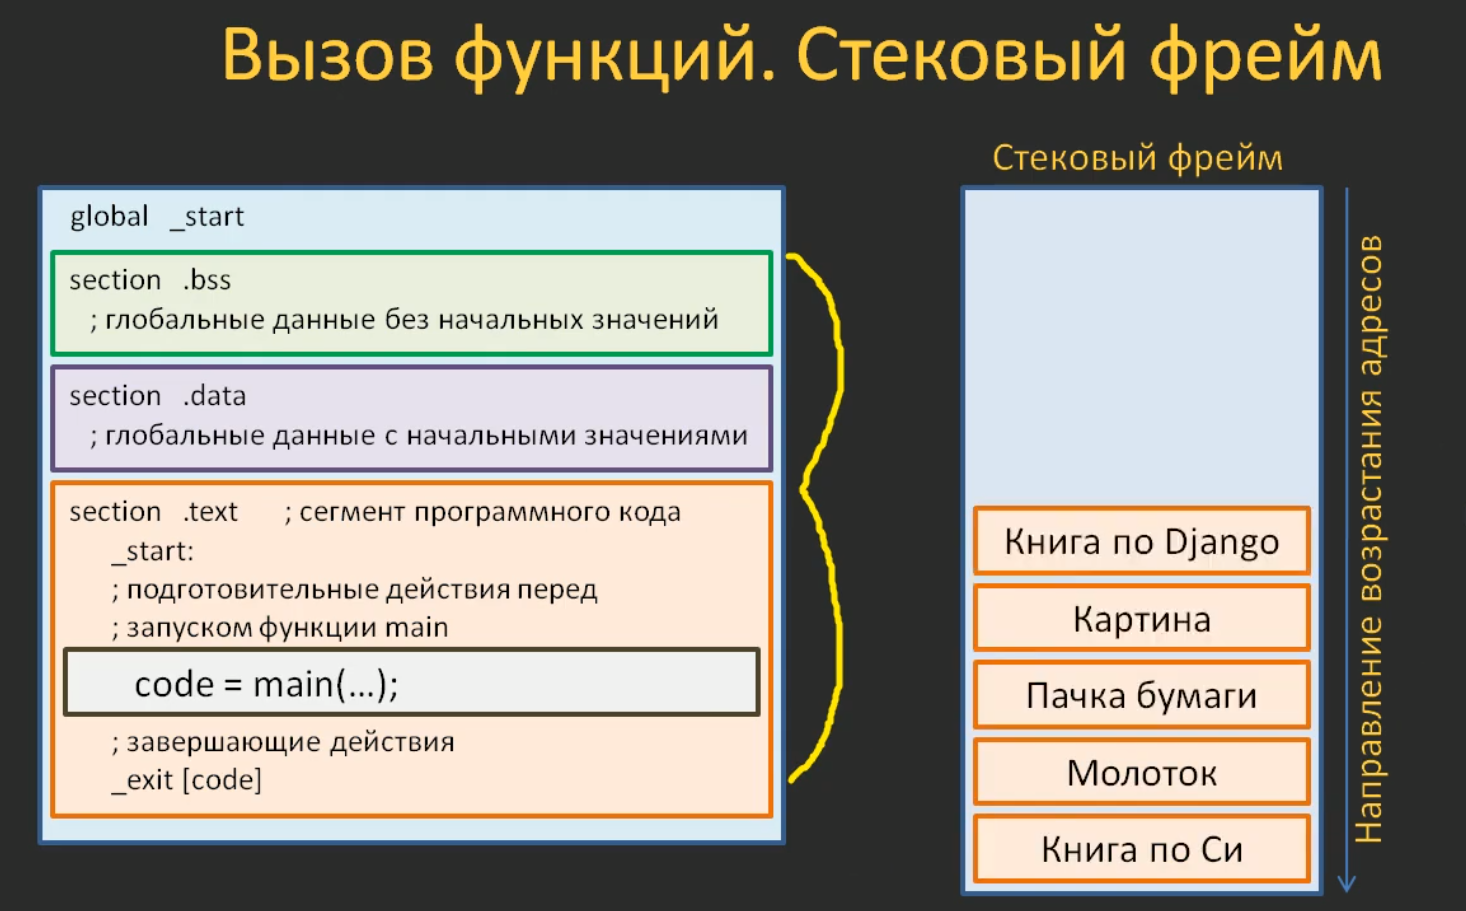 Вызов функций. Стековый фрейм
global _start
section .bss
; глобальные данные без начальных значений
section .data
; глобальные данные с начальными значениями
section .text ; сегмент программного кода
_start:
; подготовительные действия перед
; запуском функции main
code = main(...);
; завершающие действия
_exit [code]
Стековый фрейм
Книга по Django
Картина
Пачка бумаги
Молоток
Книга по Си
Направление возрастания адресов